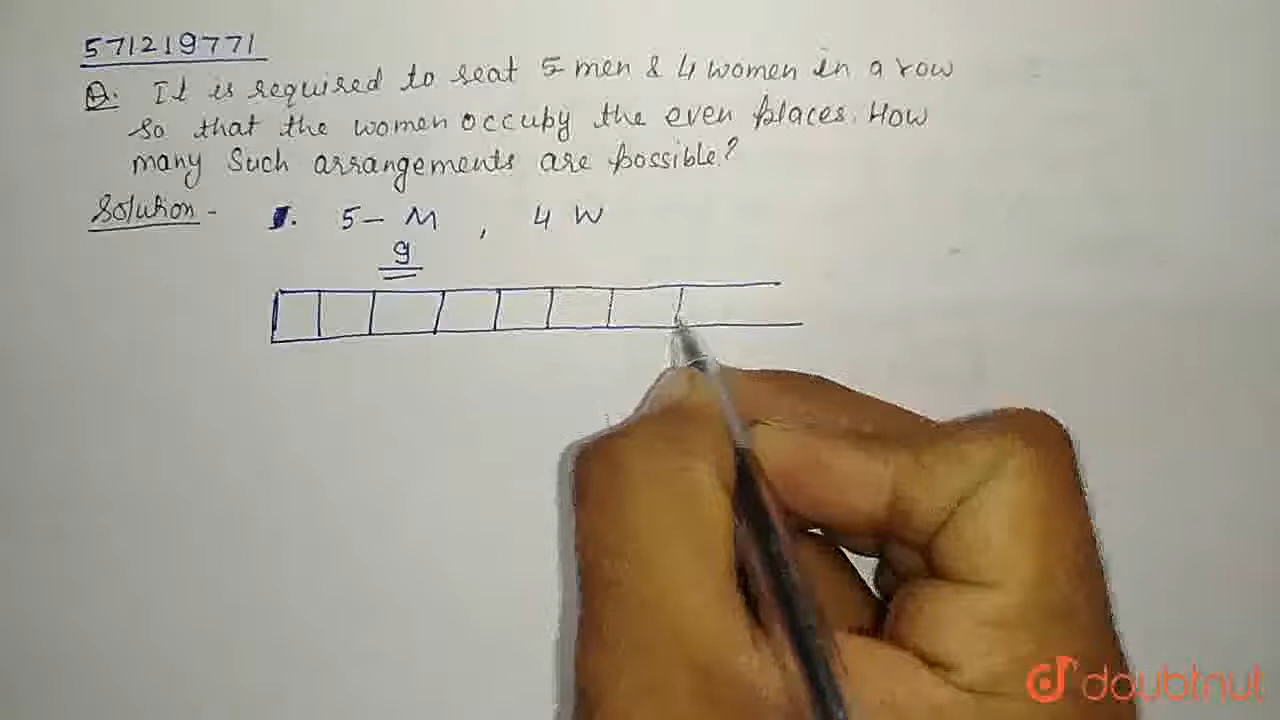 571219771
Q. It is required to seat 5 men & 4 women in a row
so that the women occupy the even places. How
many such arrangements are possible?
Solution - . 5 - M , 4 W
9
doubtnut